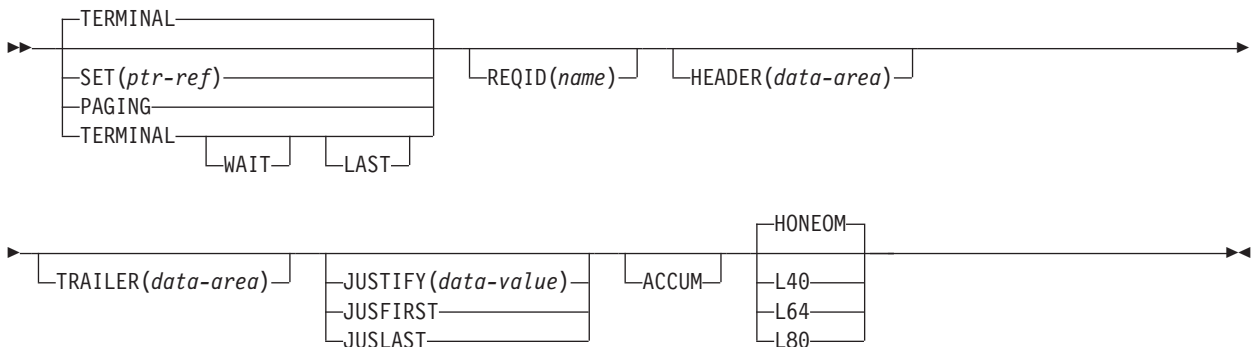 TERMINAL
SET(ptr-ref)
PAGING
TERMINAL
WAIT
LAST
REQID(name)
HEADER(data-area)
TRAILER(data-area)
JUSTIFY(data-value)
JUSFIRST
JUSLAST
ACCUM
HONEOM
L40
L64
L80